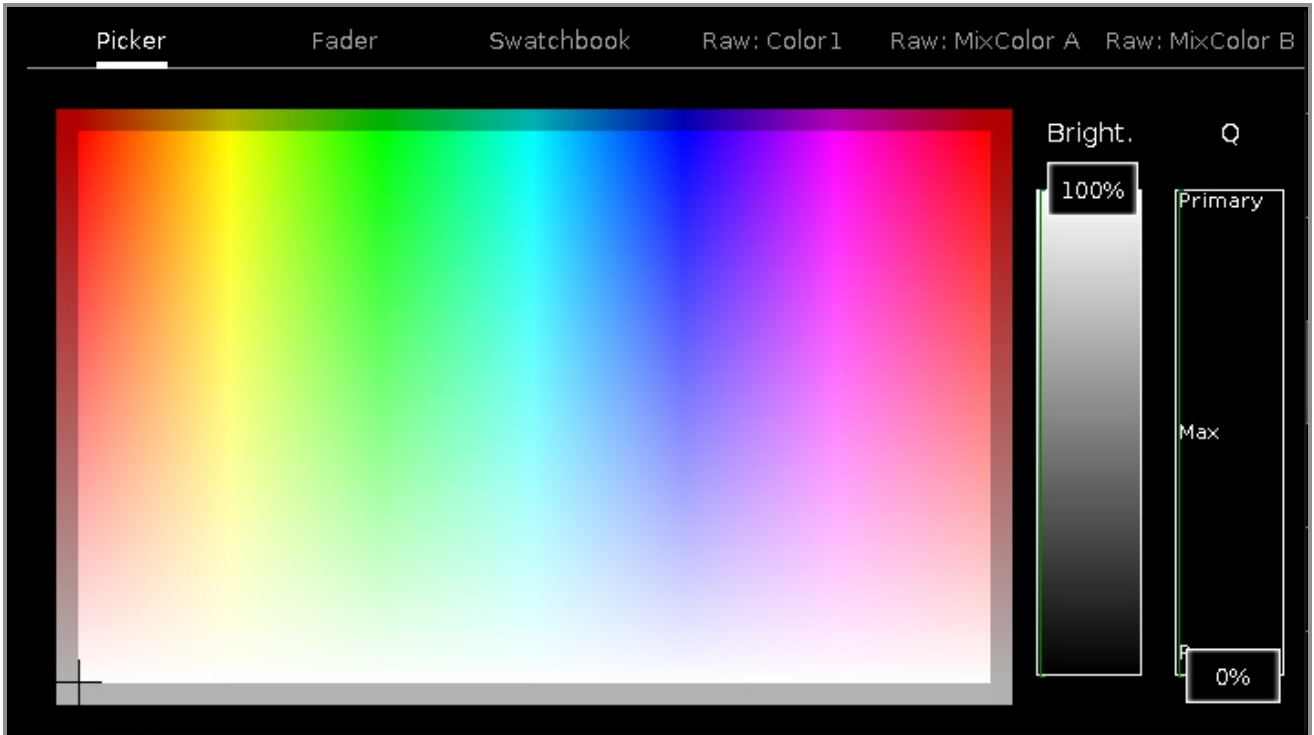 Picker Fader Swatchbook Raw: Color1 Raw: MixColor A Raw: MixColor B
Bright. Q
100%
Primary
Max
0%